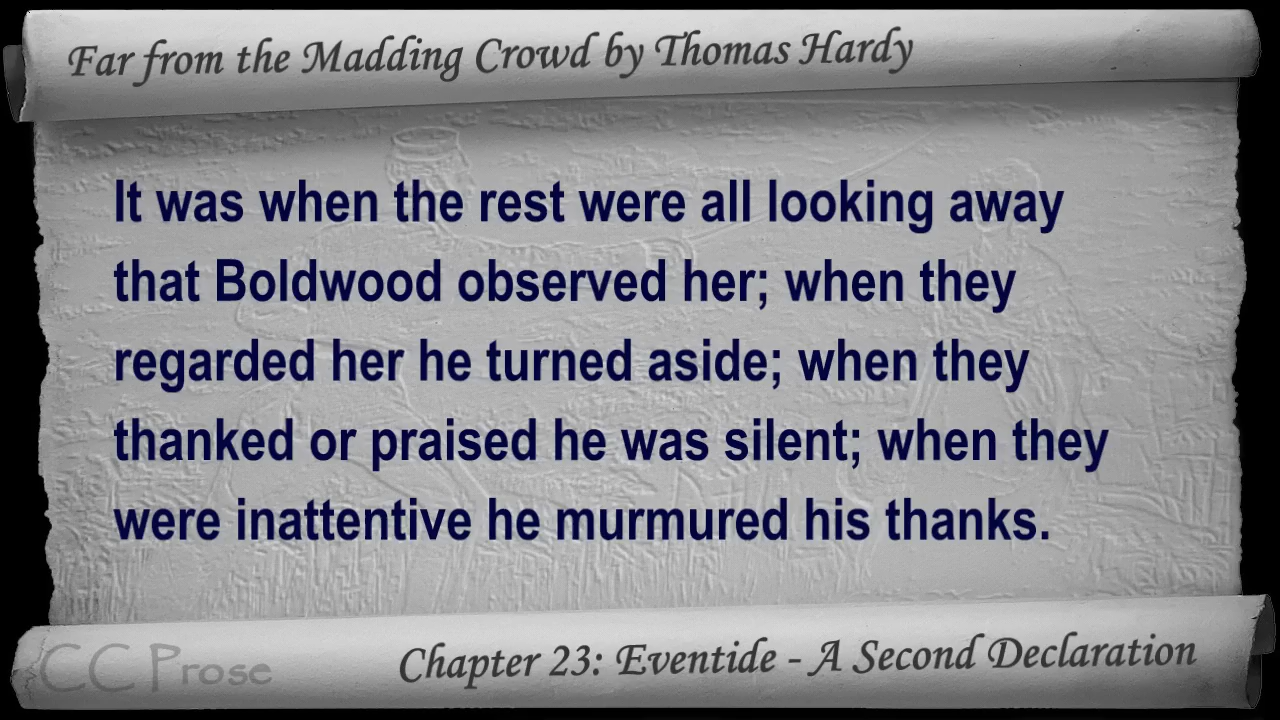 Far from the Madding Crowd by Thomas Hardy
It was when the rest were all looking away
that Boldwood observed her; when they
regarded her he turned aside; when they
thanked or praised he was silent; when they
were inattentive he murmured his thanks.
CC Prose
Chapter 23: Eventide - A Second Declaration